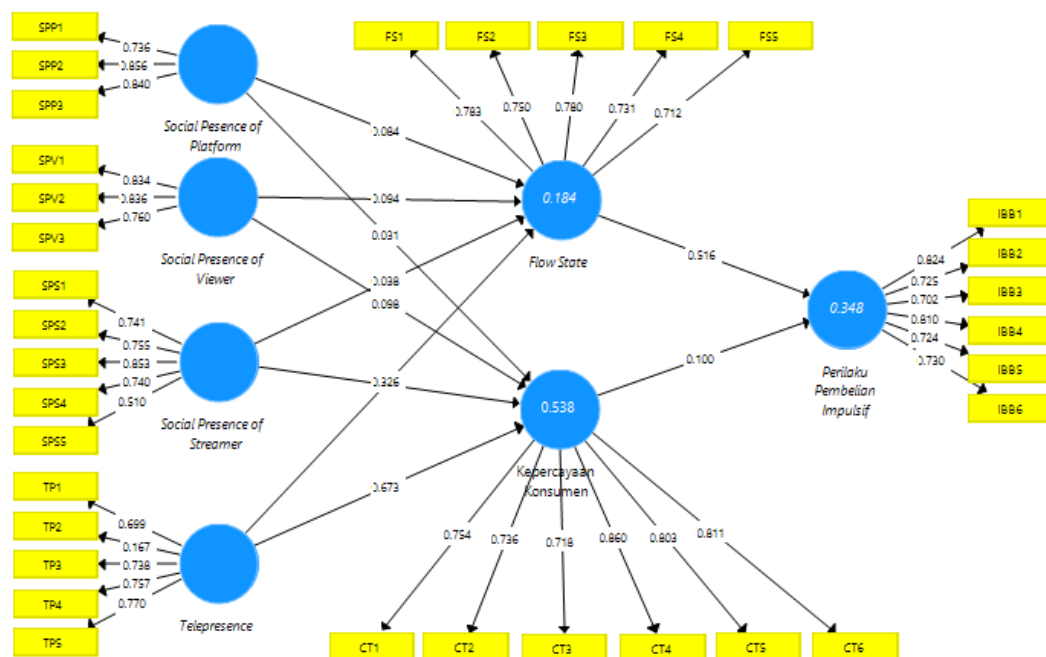 SPP1
SPP2
SPP3
0.736
0.856
0.840
Social Pesence of
Platform
SPV1
SPV2
SPV3
0.834
0.836
0.760
Social Presence of
Viewer
SPS1
SPS2
SPS3
SPS4
SPS5
0.741
0.755
0.853
0.740
0.510
Social Presence of
Streamer
TP1
TP2
TP3
TP4
TP5
0.699
0.167
0.738
0.757
0.770
Telepresence
0.084
0.094
0.031
0.038
0.098
0.326
0.673
FS1
FS2
FS3
FS4
FS5
0.783
0.750
0.780
0.731
0.712
0.184
Flow State
0.538
Kepercayaan
Konsumen
0.754
0.736
0.718
0.860
0.803
0.811
CT1
CT2
CT3
CT4
CT5
CT6
0.516
0.100
0.348
Perilaku
Pembelian
Impulsif
0.824
0.725
0.702
0.810
0.724
0.730
IBB1
IBB2
IBB3
IBB4
IBB5
IBB6